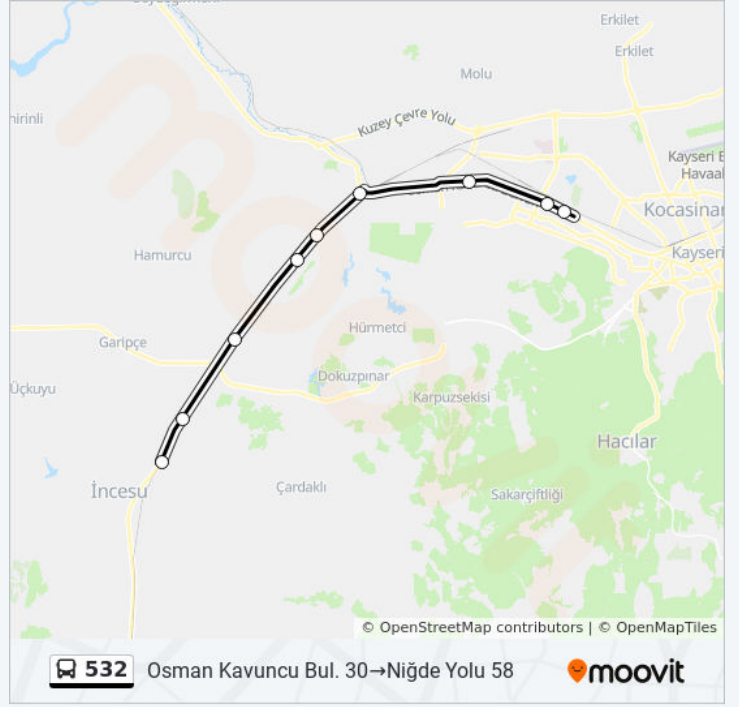 Erkilet
Erkilet
Molu
Kuzey Çevre Yolu
Kayseri E
Havaal
Kocasinan
Kayseri
Hamurcu
Hürmetci
Garipçe
Dokuzpınar
Üçkuyu
Karpuzsekisi
Hacılar
İncesu
Çardaklı
Sakarçiftliği
© OpenStreetMap contributors | © OpenMapTiles
532 Osman Kavuncu Bul. 30→Niğde Yolu 58 moovit